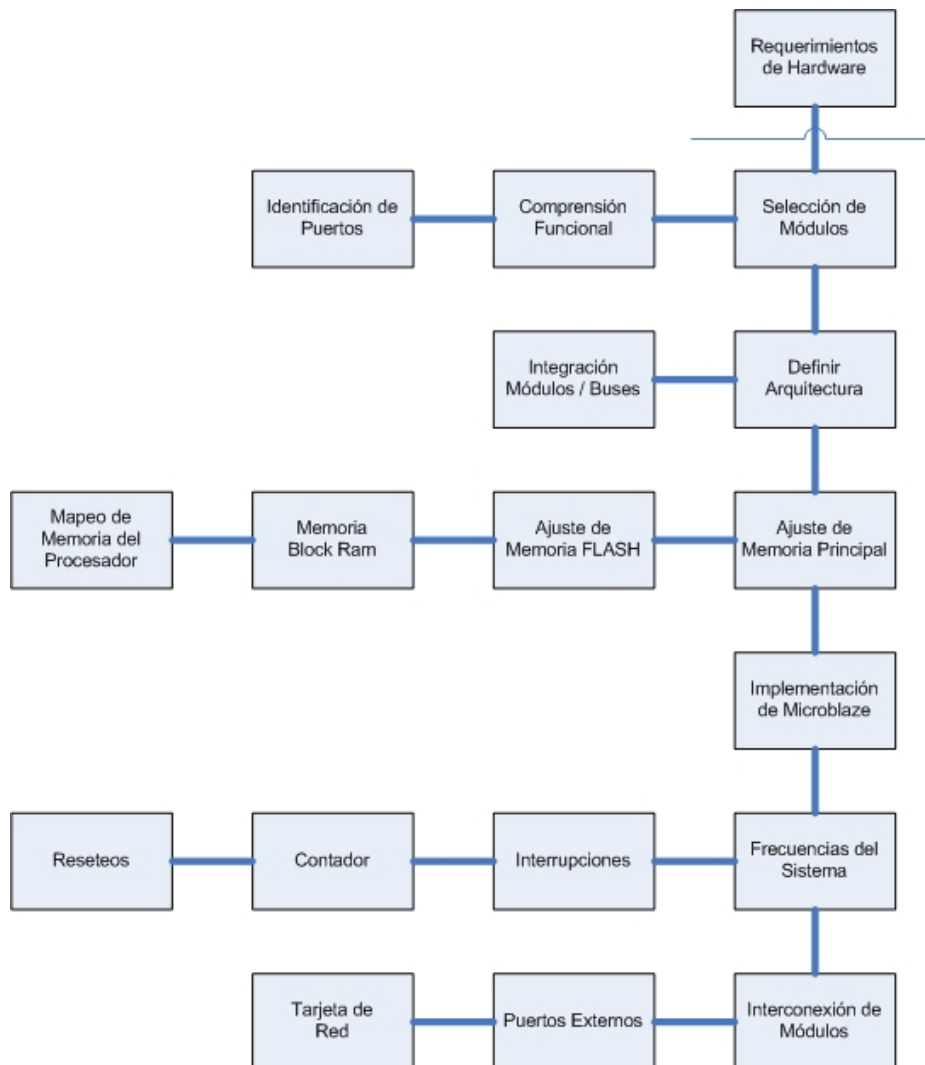 Requerimientos
de Hardware
Identificación de
Puertos
Comprensión
Funcional
Selección de
Módulos
Integración
Módulos / Buses
Definir
Arquitectura
Mapeo de
Memoria del
Procesador
Memoria
Block Ram
Ajuste de
Memoria FLASH
Ajuste de
Memoria Principal
Implementación
de Microblaze
Reseteos
Contador
Interrupciones
Frecuencias del
Sistema
Tarjeta de
Red
Puertos Externos
Interconexión de
Módulos